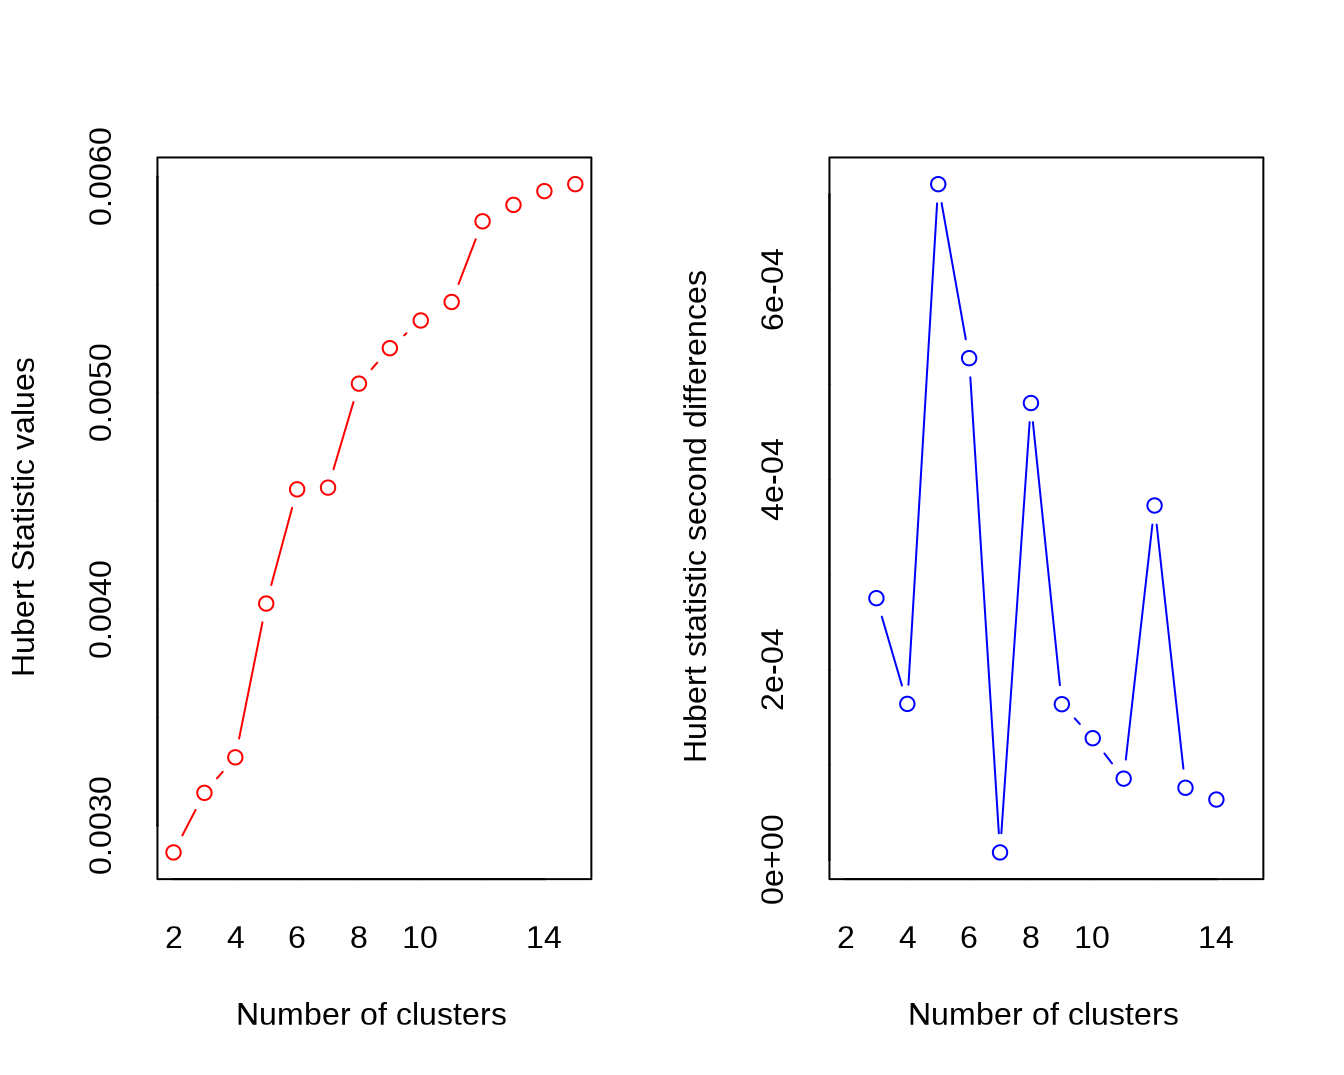 Hubert Statistic values
0.0030 0.0040 0.0050 0.0060
2 4 6 8 10 14
Number of clusters
Hubert statistic second differences
0e+00 2e-04 4e-04 6e-04
2 4 6 8 10 14
Number of clusters